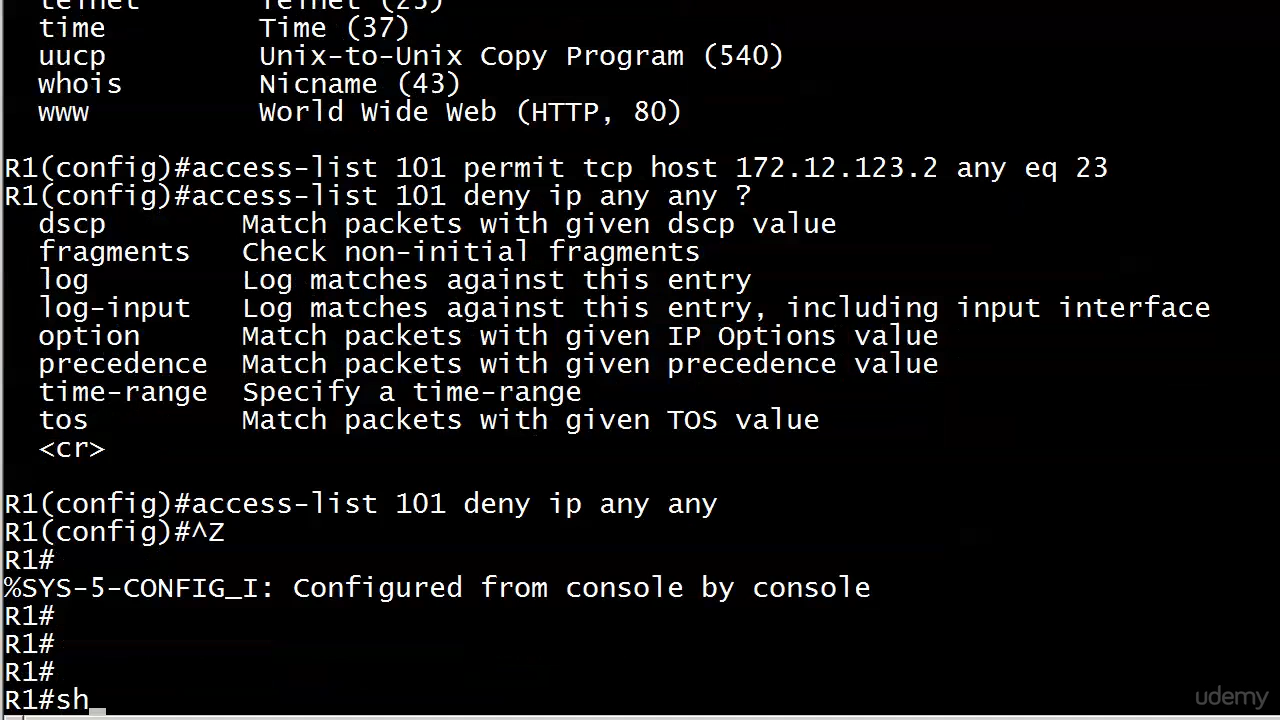 telnet Telnet (23)
time Time (37)
uucp Unix-to-Unix Copy Program (540)
whois Nicname (43)
www World Wide Web (HTTP, 80)
R1(config)#access-list 101 permit tcp host 172.12.123.2 any eq 23
R1(config)#access-list 101 deny ip any any ?
dscp Match packets with given dscp value
fragments Check non-initial fragments
log Log matches against this entry
log-input Log matches against this entry, including input interface
option Match packets with given IP Options value
precedence Match packets with given precedence value
time-range Specify a time-range
tos Match packets with given TOS value
<cr>
R1(config)#access-list 101 deny ip any any
R1(config)#^Z
R1#
%SYS-5-CONFIG_I: Configured from console by console
R1#
R1#
R1#
R1#sh_
udemy